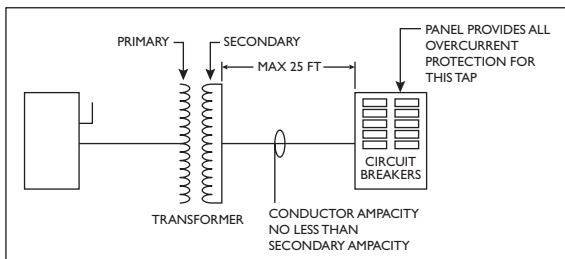 PRIMARY
SECONDARY
MAX 25 FT
PANEL PROVIDES ALL
OVERCURRENT
PROTECTION FOR
THIS TAP
CIRCUIT
BREAKERS
TRANSFORMER
CONDUCTOR AMPACITY
NO LESS THAN
SECONDARY AMPACITY